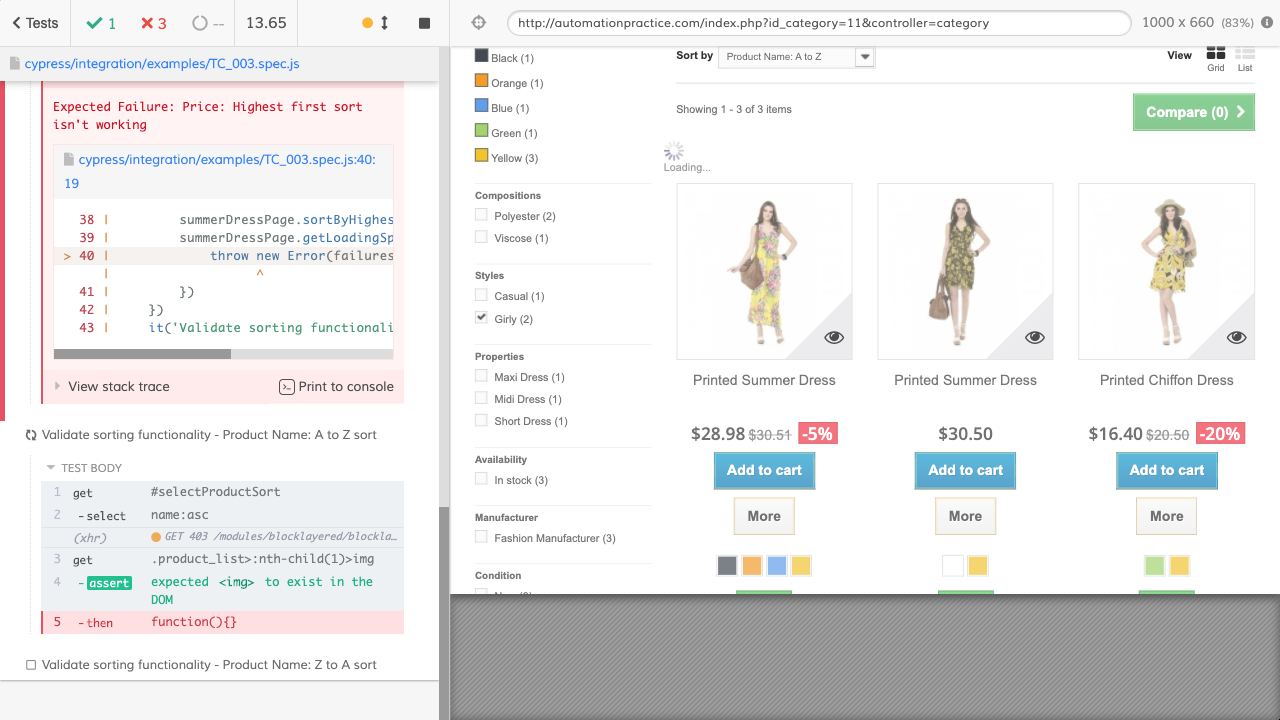 Tests
1
3
--
13.65
http://automationpractice.com/index.php?id_category=11&controller=category
1000 x 660 (83%)
cypress/integration/examples/TC_003.spec.js
Expected Failure: Price: Highest first sort
isn't working
cypress/integration/examples/TC_003.spec.js:40:
19
38 | summerDressPage.sortByHighes
39 | summerDressPage.getLoadingSp
> 40 | throw new Error(failures
| ^
41 | })
42 | })
43 | it('Validate sorting functionali
View stack trace
Print to console
Validate sorting functionality - Product Name: A to Z sort
TEST BODY
1 get #selectProductSort
2 -select name:asc
(xhr) GET 403 /modules/blocklayered/blockla…
3 get .product_list>:nth-child(1)>img
4 -assert expected <img> to exist in the
DOM
5 -then function(){}
Validate sorting functionality - Product Name: Z to A sort
Black (1)
Orange (1)
Blue (1)
Green (1)
Yellow (3)
Compositions
Polyester (2)
Viscose (1)
Styles
Casual (1)
Girly (2)
Properties
Maxi Dress (1)
Midi Dress (1)
Short Dress (1)
Availability
In stock (3)
Manufacturer
Fashion Manufacturer (3)
Condition
Sort by
Product Name: A to Z
View
Grid
List
Showing 1 - 3 of 3 items
Compare (0)
Loading...
Printed Summer Dress
$28.98 $30.51 -5%
Add to cart
More
Printed Summer Dress
$30.50
Add to cart
More
Printed Chiffon Dress
$16.40 $20.50 -20%
Add to cart
More